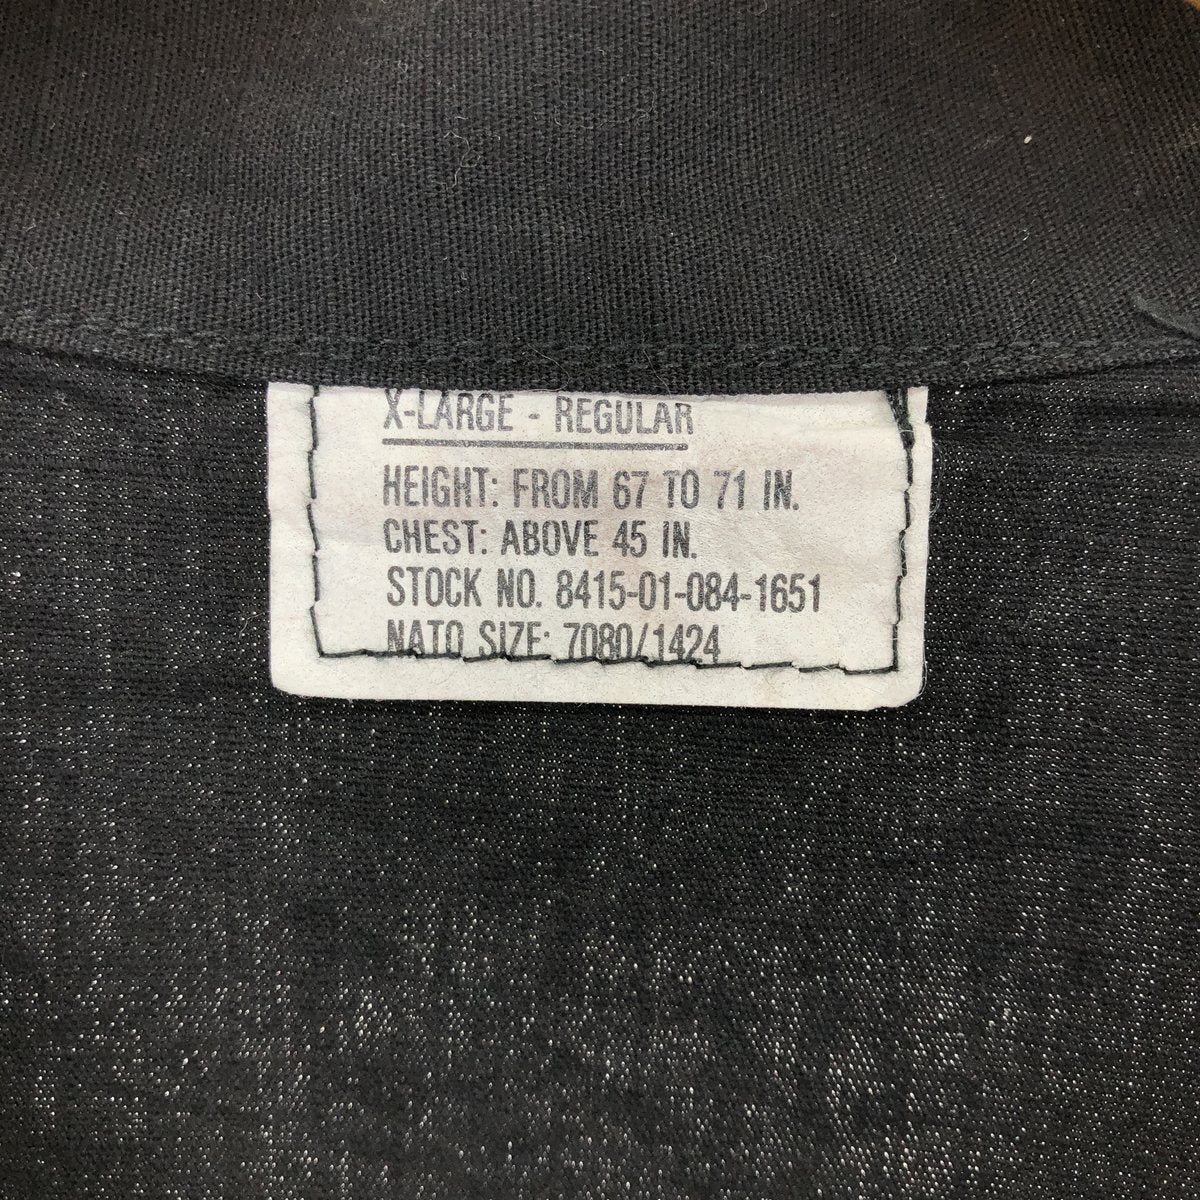 X-LARGE - REGULAR
HEIGHT: FROM 67 TO 71 IN.
CHEST: ABOVE 45 IN.
STOCK NO. 8415-01-084-1651
NATO SIZE: 7080/1424